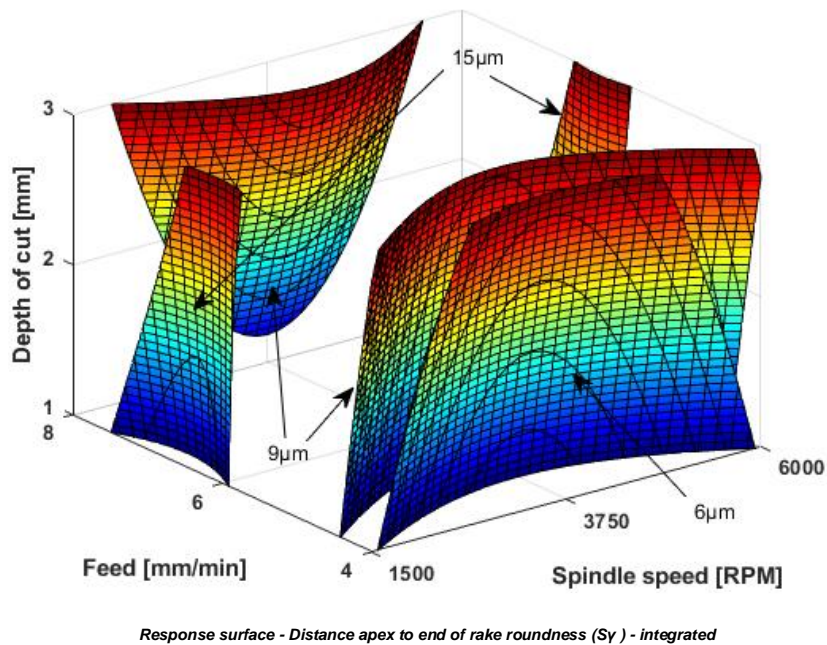 15µm
3
Depth of cut [mm]
2
1
8
9µm
6000
6
6µm
3750
Feed [mm/min]
4
1500
Spindle speed [RPM]
Response surface - Distance apex to end of rake roundness (Sγ ) - integrated